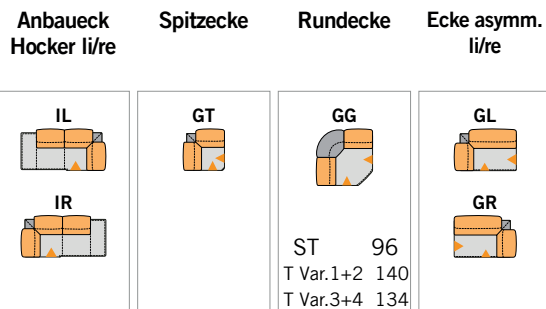 Anbaueck
Hocker li/re
Spitzecke
Rundecke
Ecke asymm.
li/re
IL
IR
GT
GG
ST 96
T Var.1+2 140
T Var.3+4 134
GL
GR